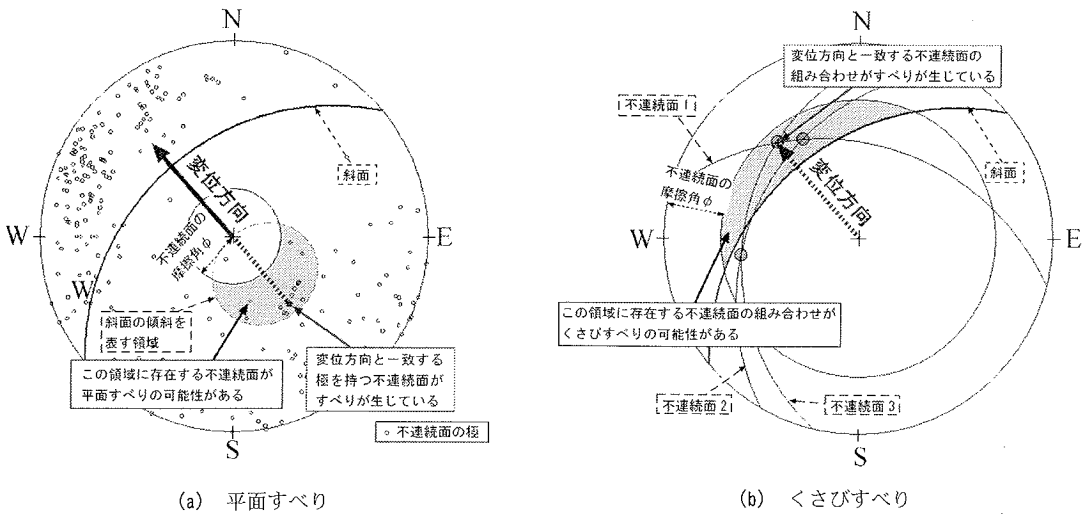 N
W
W
E
S
斜面
変位方向
不連続面の
摩擦角φ
斜面の傾斜を
表す領域
この領域に存在する不連続面が
平面すべりの可能性がある
変位方向と一致する
極を持つ不連続面が
すべりが生じている
○ 不連続面の極
(a) 平面すべり
N
W
E
S
変位方向と一致する不連続面の
組み合わせがすべりが生じている
不連続面1
斜面
不連続面の
摩擦角φ
変位方向
この領域に存在する不連続面の組み合わせが
くさびすべりの可能性がある
不連続面2
不連続面3
(b) くさびすべり